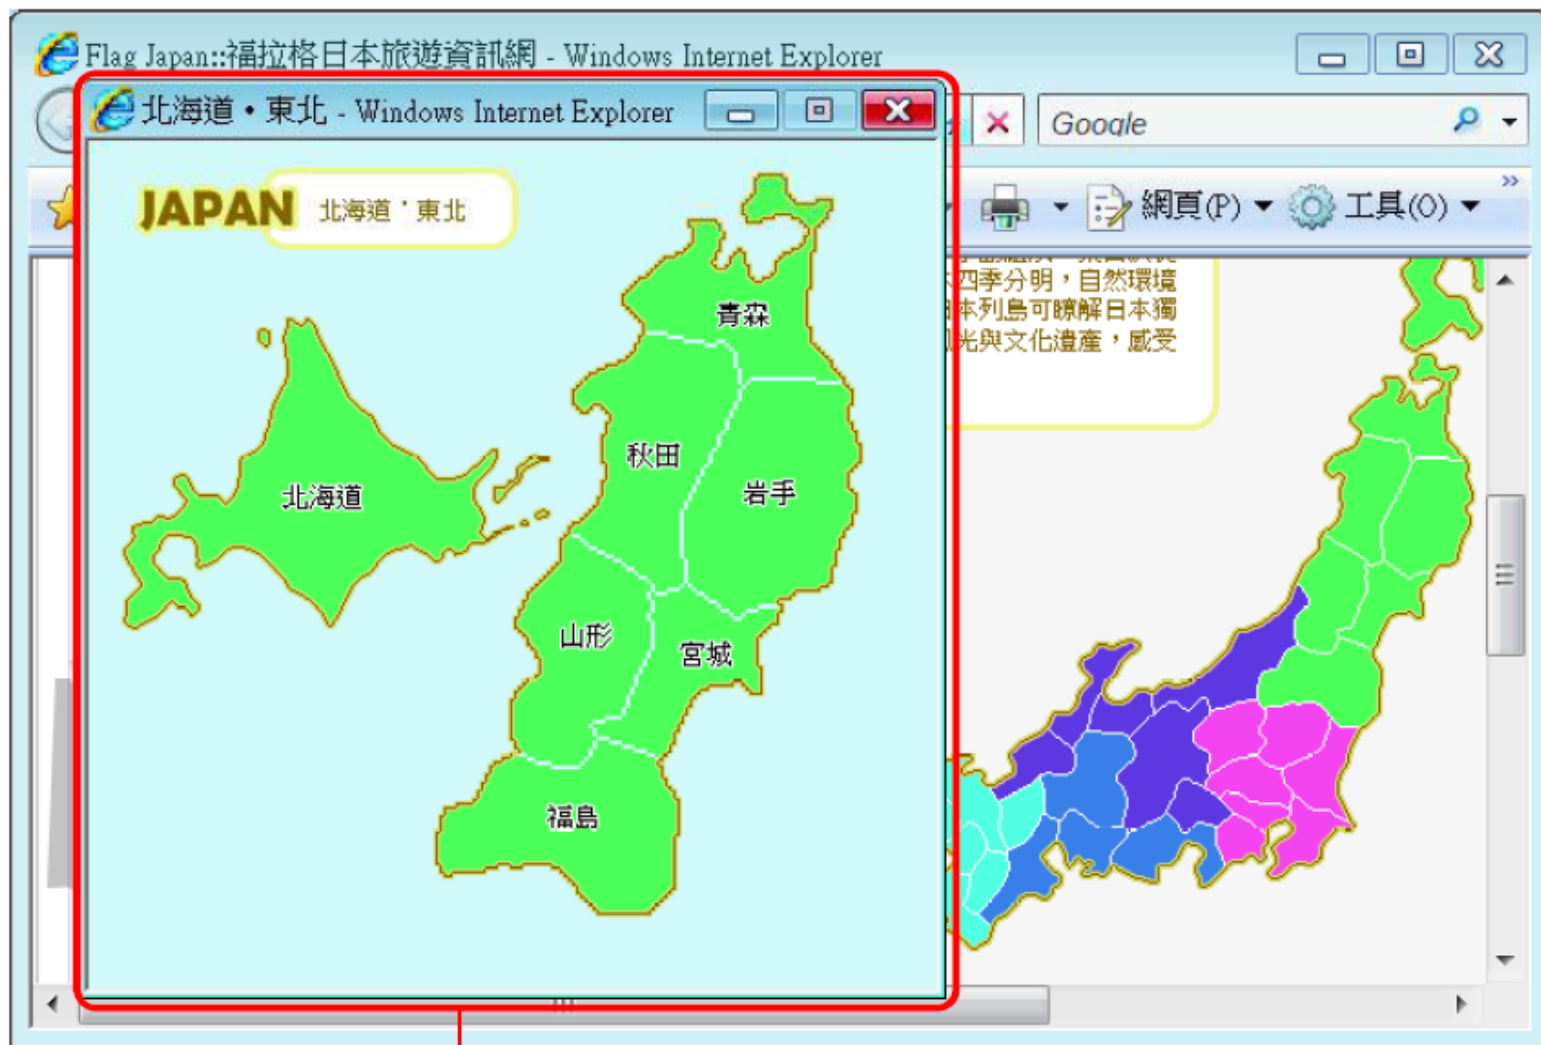 Flag Japan::福拉格日本旅遊資訊網 - Windows Internet Explorer
北海道・東北 - Windows Internet Explorer
Google
網頁(P)
工具(O)
JAPAN 北海道‧東北
四季分明，自然環境
本列島可瞭解日本獨
光與文化遺產，感受
青森
秋田
岩手
北海道
山形
宮城
福島